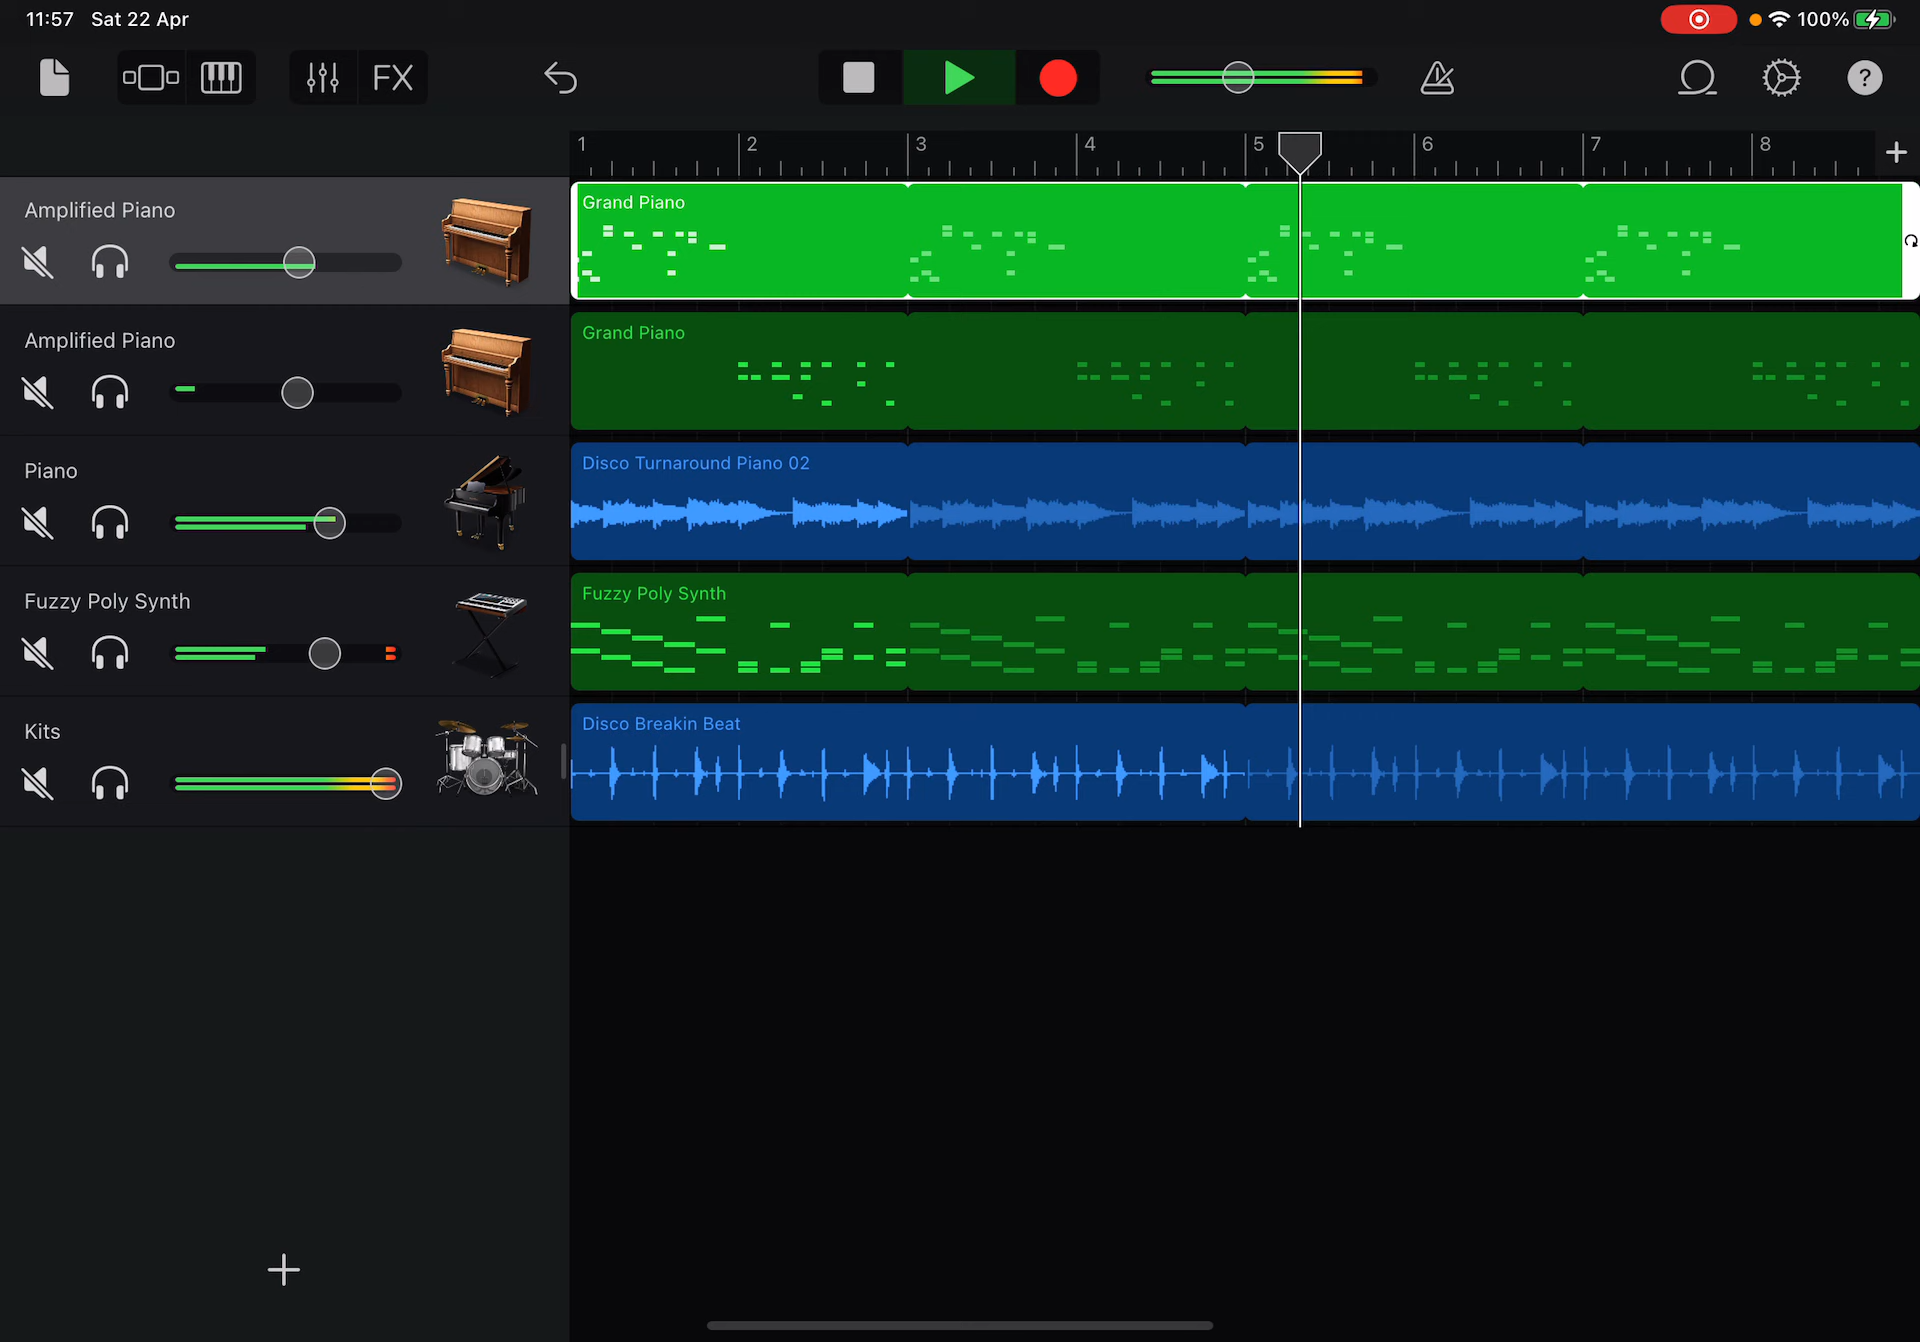 11:57 Sat 22 Apr
100%
FX
?
1 2 3 4 5 6 7 8
Amplified Piano
Grand Piano
Amplified Piano
Grand Piano
Piano
Disco Turnaround Piano 02
Fuzzy Poly Synth
Fuzzy Poly Synth
Kits
Disco Breakin Beat